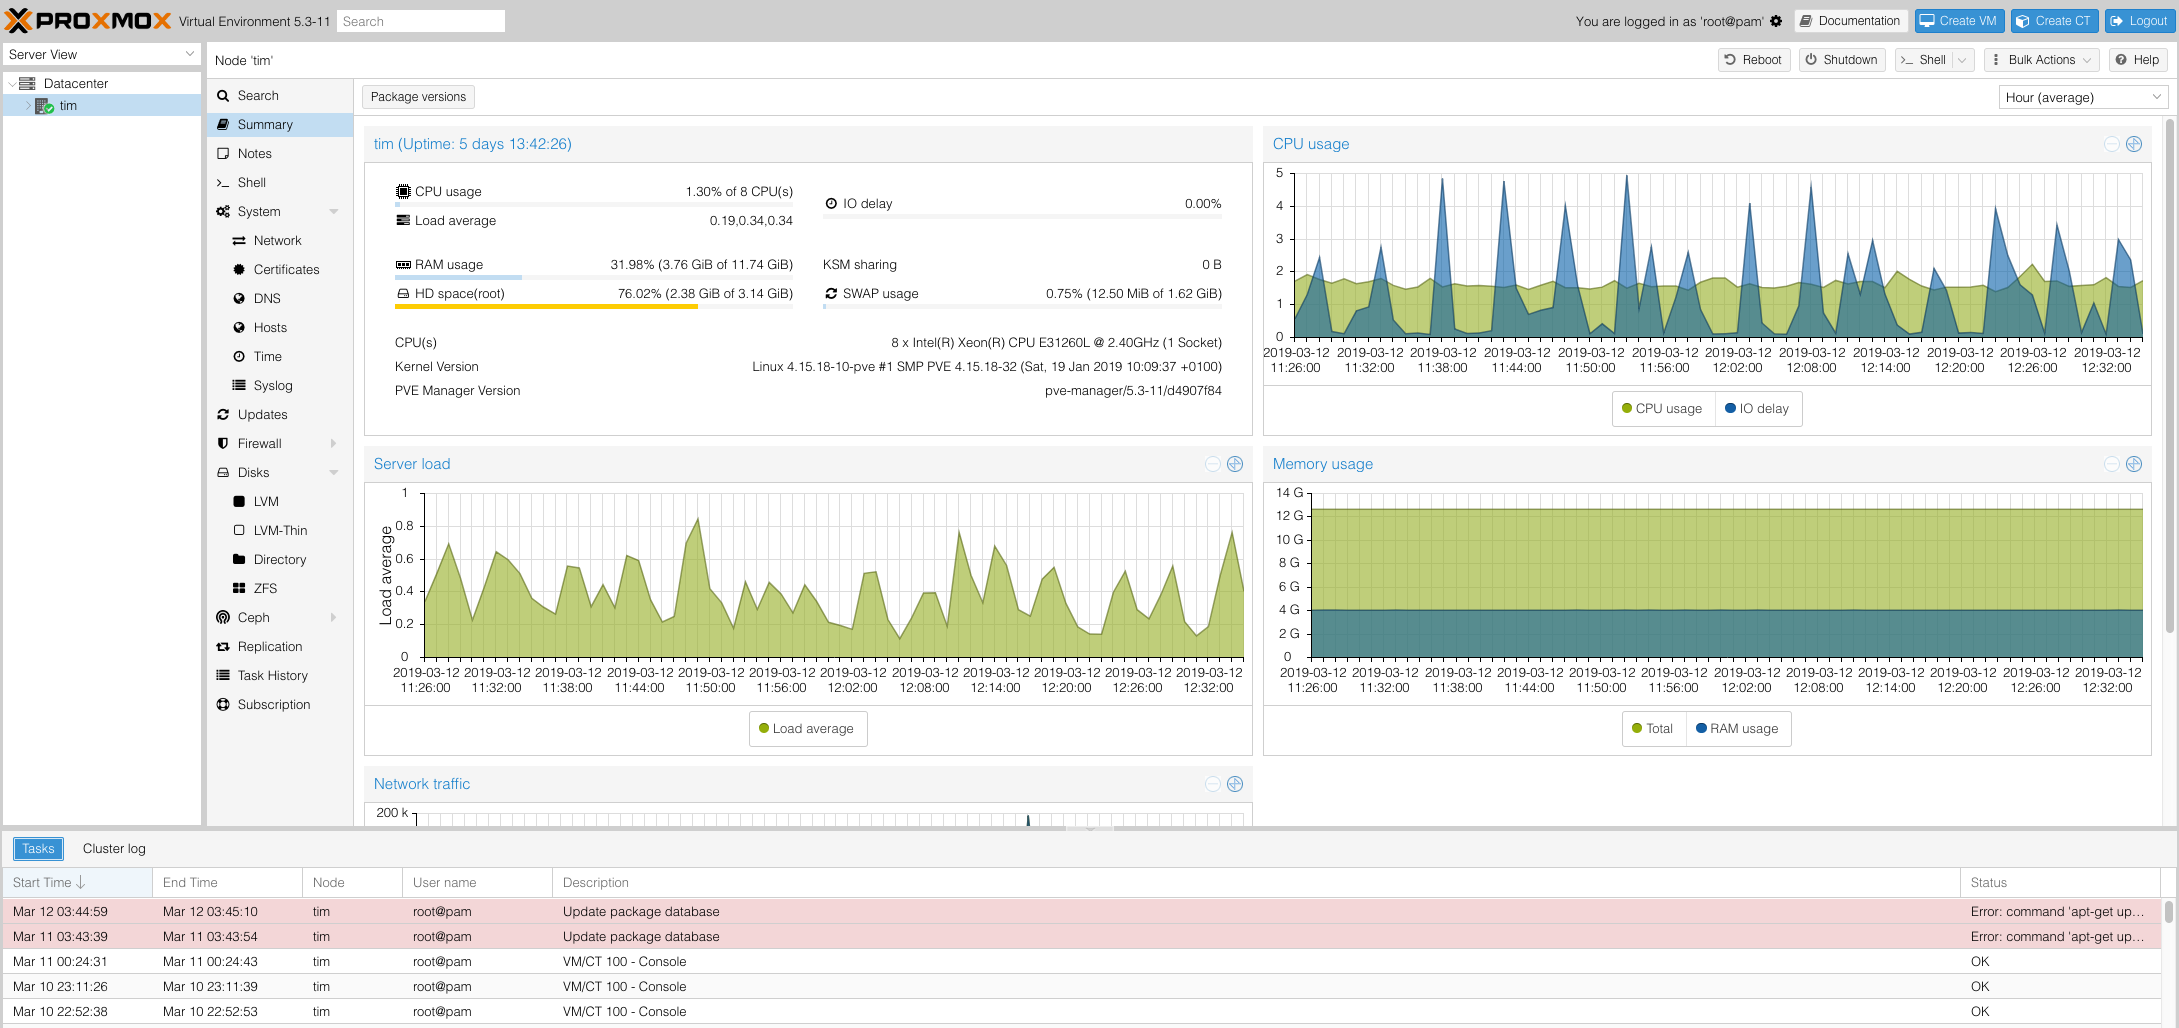 PROXMOX Virtual Environment 5.3-11 Search You are logged in as 'root@pam' Documentation Create VM Create CT Logout
Server View
Datacenter
tim
Node 'tim' Reboot Shutdown Shell Bulk Actions Help
Search
Summary
Notes
Shell
System
Network
Certificates
DNS
Hosts
Time
Syslog
Updates
Firewall
Disks
LVM
LVM-Thin
Directory
ZFS
Ceph
Replication
Task History
Subscription
Package versions Hour (average)
tim (Uptime: 5 days 13:42:26)
CPU usage 1.30% of 8 CPU(s)
Load average 0.19,0.34,0.34
IO delay 0.00%
RAM usage 31.98% (3.76 GiB of 11.74 GiB)
HD space(root) 76.02% (2.38 GiB of 3.14 GiB)
KSM sharing 0 B
SWAP usage 0.75% (12.50 MiB of 1.62 GiB)
CPU(s) 8 x Intel(R) Xeon(R) CPU E31260L @ 2.40GHz (1 Socket)
Kernel Version Linux 4.15.18-10-pve #1 SMP PVE 4.15.18-32 (Sat, 19 Jan 2019 10:09:37 +0100)
PVE Manager Version pve-manager/5.3-11/d4907f84
CPU usage
5
4
3
2
1
0
2019-03-12 2019-03-12 2019-03-12 2019-03-12 2019-03-12 2019-03-12 2019-03-12 2019-03-12 2019-03-12 2019-03-12 2019-03-12 2019-03-12
11:26:00 11:32:00 11:38:00 11:44:00 11:50:00 11:56:00 12:02:00 12:08:00 12:14:00 12:20:00 12:26:00 12:32:00
CPU usage IO delay
Server load
Load average
1
0.8
0.6
0.4
0.2
0
2019-03-12 2019-03-12 2019-03-12 2019-03-12 2019-03-12 2019-03-12 2019-03-12 2019-03-12 2019-03-12 2019-03-12 2019-03-12 2019-03-12
11:26:00 11:32:00 11:38:00 11:44:00 11:50:00 11:56:00 12:02:00 12:08:00 12:14:00 12:20:00 12:26:00 12:32:00
Load average
Memory usage
14 G
12 G
10 G
8 G
6 G
4 G
2 G
0
2019-03-12 2019-03-12 2019-03-12 2019-03-12 2019-03-12 2019-03-12 2019-03-12 2019-03-12 2019-03-12 2019-03-12 2019-03-12 2019-03-12
11:26:00 11:32:00 11:38:00 11:44:00 11:50:00 11:56:00 12:02:00 12:08:00 12:14:00 12:20:00 12:26:00 12:32:00
Total RAM usage
Network traffic
200 k
Tasks Cluster log
Start Time End Time Node User name Description Status
Mar 12 03:44:59 Mar 12 03:45:10 tim root@pam Update package database Error: command 'apt-get up...
Mar 11 03:43:39 Mar 11 03:43:54 tim root@pam Update package database Error: command 'apt-get up...
Mar 11 00:24:31 Mar 11 00:24:43 tim root@pam VM/CT 100 - Console OK
Mar 10 23:11:26 Mar 10 23:11:39 tim root@pam VM/CT 100 - Console OK
Mar 10 22:52:38 Mar 10 22:52:53 tim root@pam VM/CT 100 - Console OK